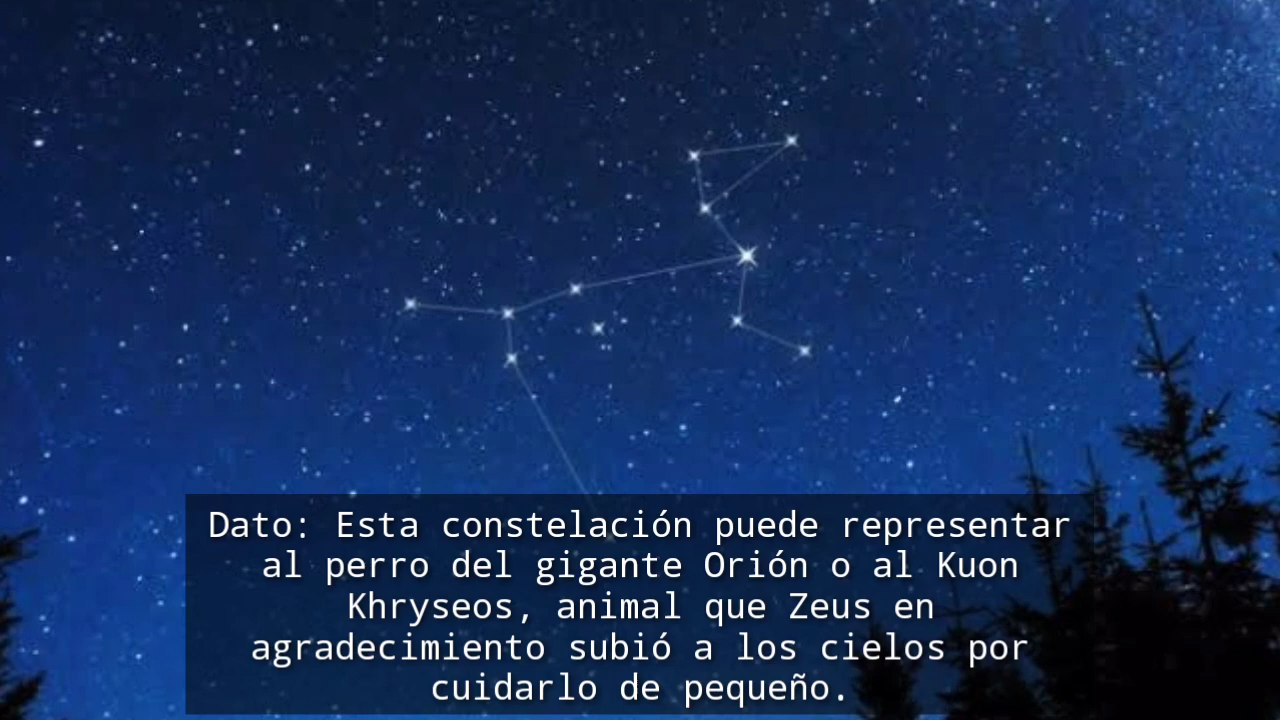 Dato: Esta constelación puede representar
al perro del gigante Orión o al Kuon
Khryseos, animal que Zeus en
agradecimiento subió a los cielos por
cuidarlo de pequeño.